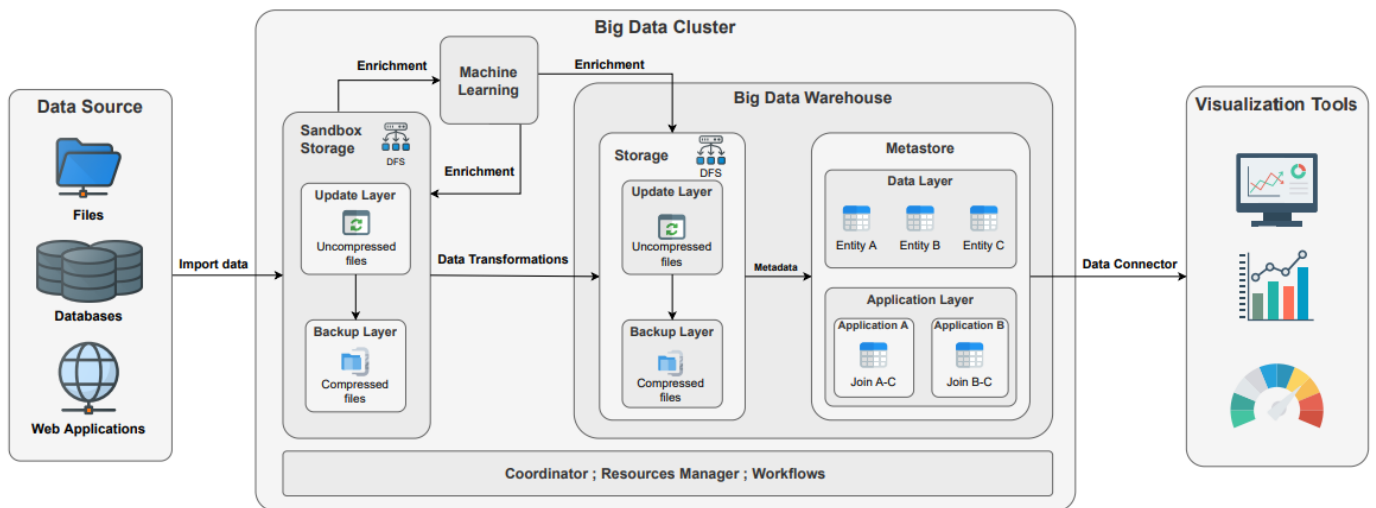 Big Data Cluster
Data Source
Files
Databases
Web Applications
Import data
Enrichment
Machine
Learning
Enrichment
Enrichment
Sandbox
Storage
DFS
Update Layer
Uncompressed
files
Backup Layer
Compressed
files
Data Transformations
Big Data Warehouse
Storage
DFS
Update Layer
Uncompressed
files
Backup Layer
Compressed
files
Metadata
Metastore
Data Layer
Entity A
Entity B
Entity C
Application Layer
Application A
Join A-C
Application B
Join B-C
Coordinator ; Resources Manager ; Workflows
Data Connector
Visualization Tools